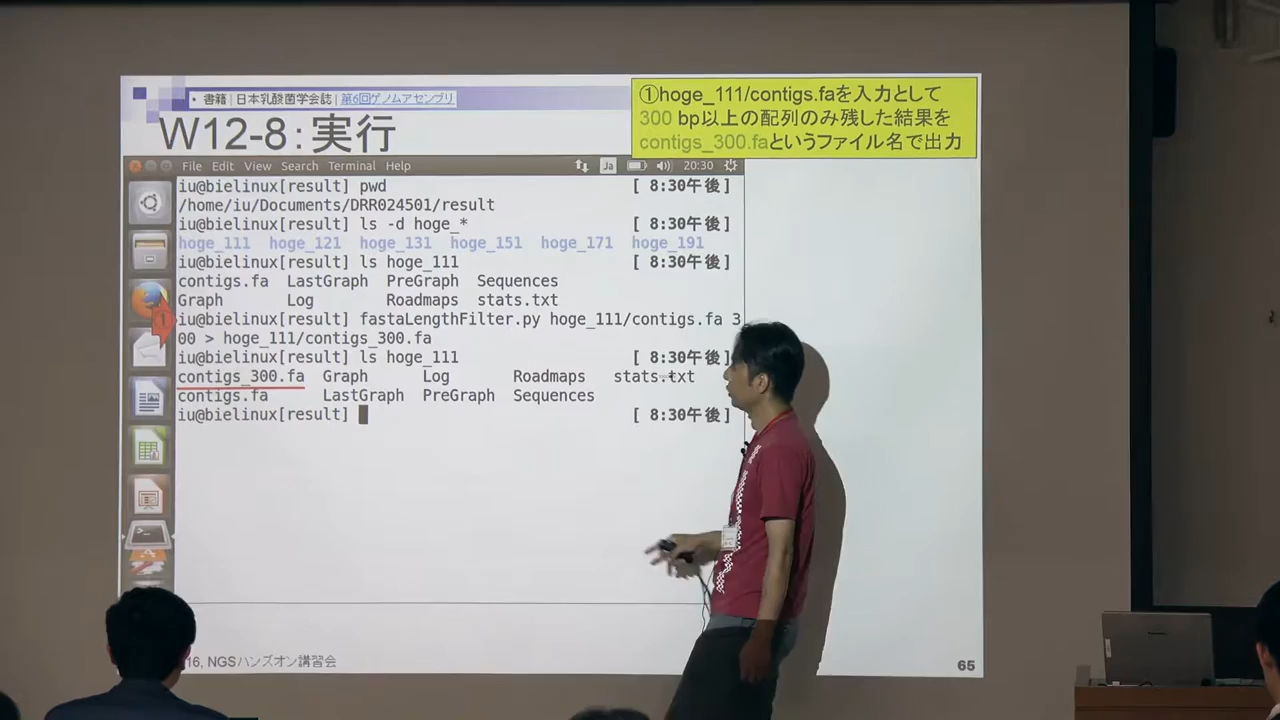 ・ 書籍 | 日本乳酸菌学会誌 | 第6回ゲノムアセンブリ
W12-8：実行
①hoge_111/contigs.faを入力として
300 bp以上の配列のみ残した結果を
contigs_300.faというファイル名で出力
File Edit View Search Terminal Help
Ja
20:30
iu@bielinux[result] pwd [ 8:30午後]
/home/iu/Documents/DRR024501/result
iu@bielinux[result] ls -d hoge_* [ 8:30午後]
hoge_111 hoge_121 hoge_131 hoge_151 hoge_171 hoge_191
iu@bielinux[result] ls hoge_111 [ 8:30午後]
contigs.fa LastGraph PreGraph Sequences
Graph Log Roadmaps stats.txt
iu@bielinux[result] fastaLengthFilter.py hoge_111/contigs.fa 3
00 > hoge_111/contigs_300.fa
iu@bielinux[result] ls hoge_111 [ 8:30午後]
contigs_300.fa Graph Log Roadmaps stats.txt
contigs.fa LastGraph PreGraph Sequences
iu@bielinux[result] [ 8:30午後]
16, NGSハンズオン講習会
65